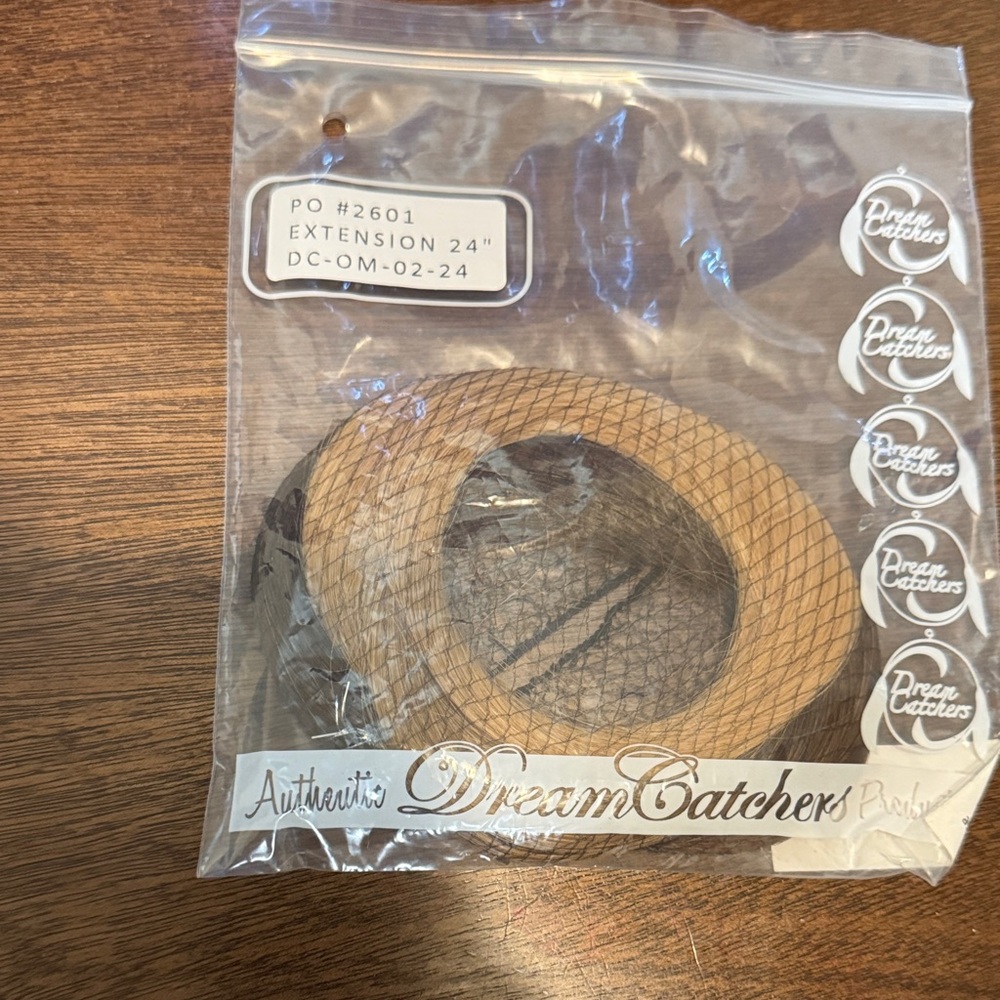 PO #2601
EXTENSION 24"
DC-OM-02-24
Dream
Catchers
Dream
Catchers
Dream
Catchers
Dream
Catchers
Dream
Catchers
Authentic DreamCatchers